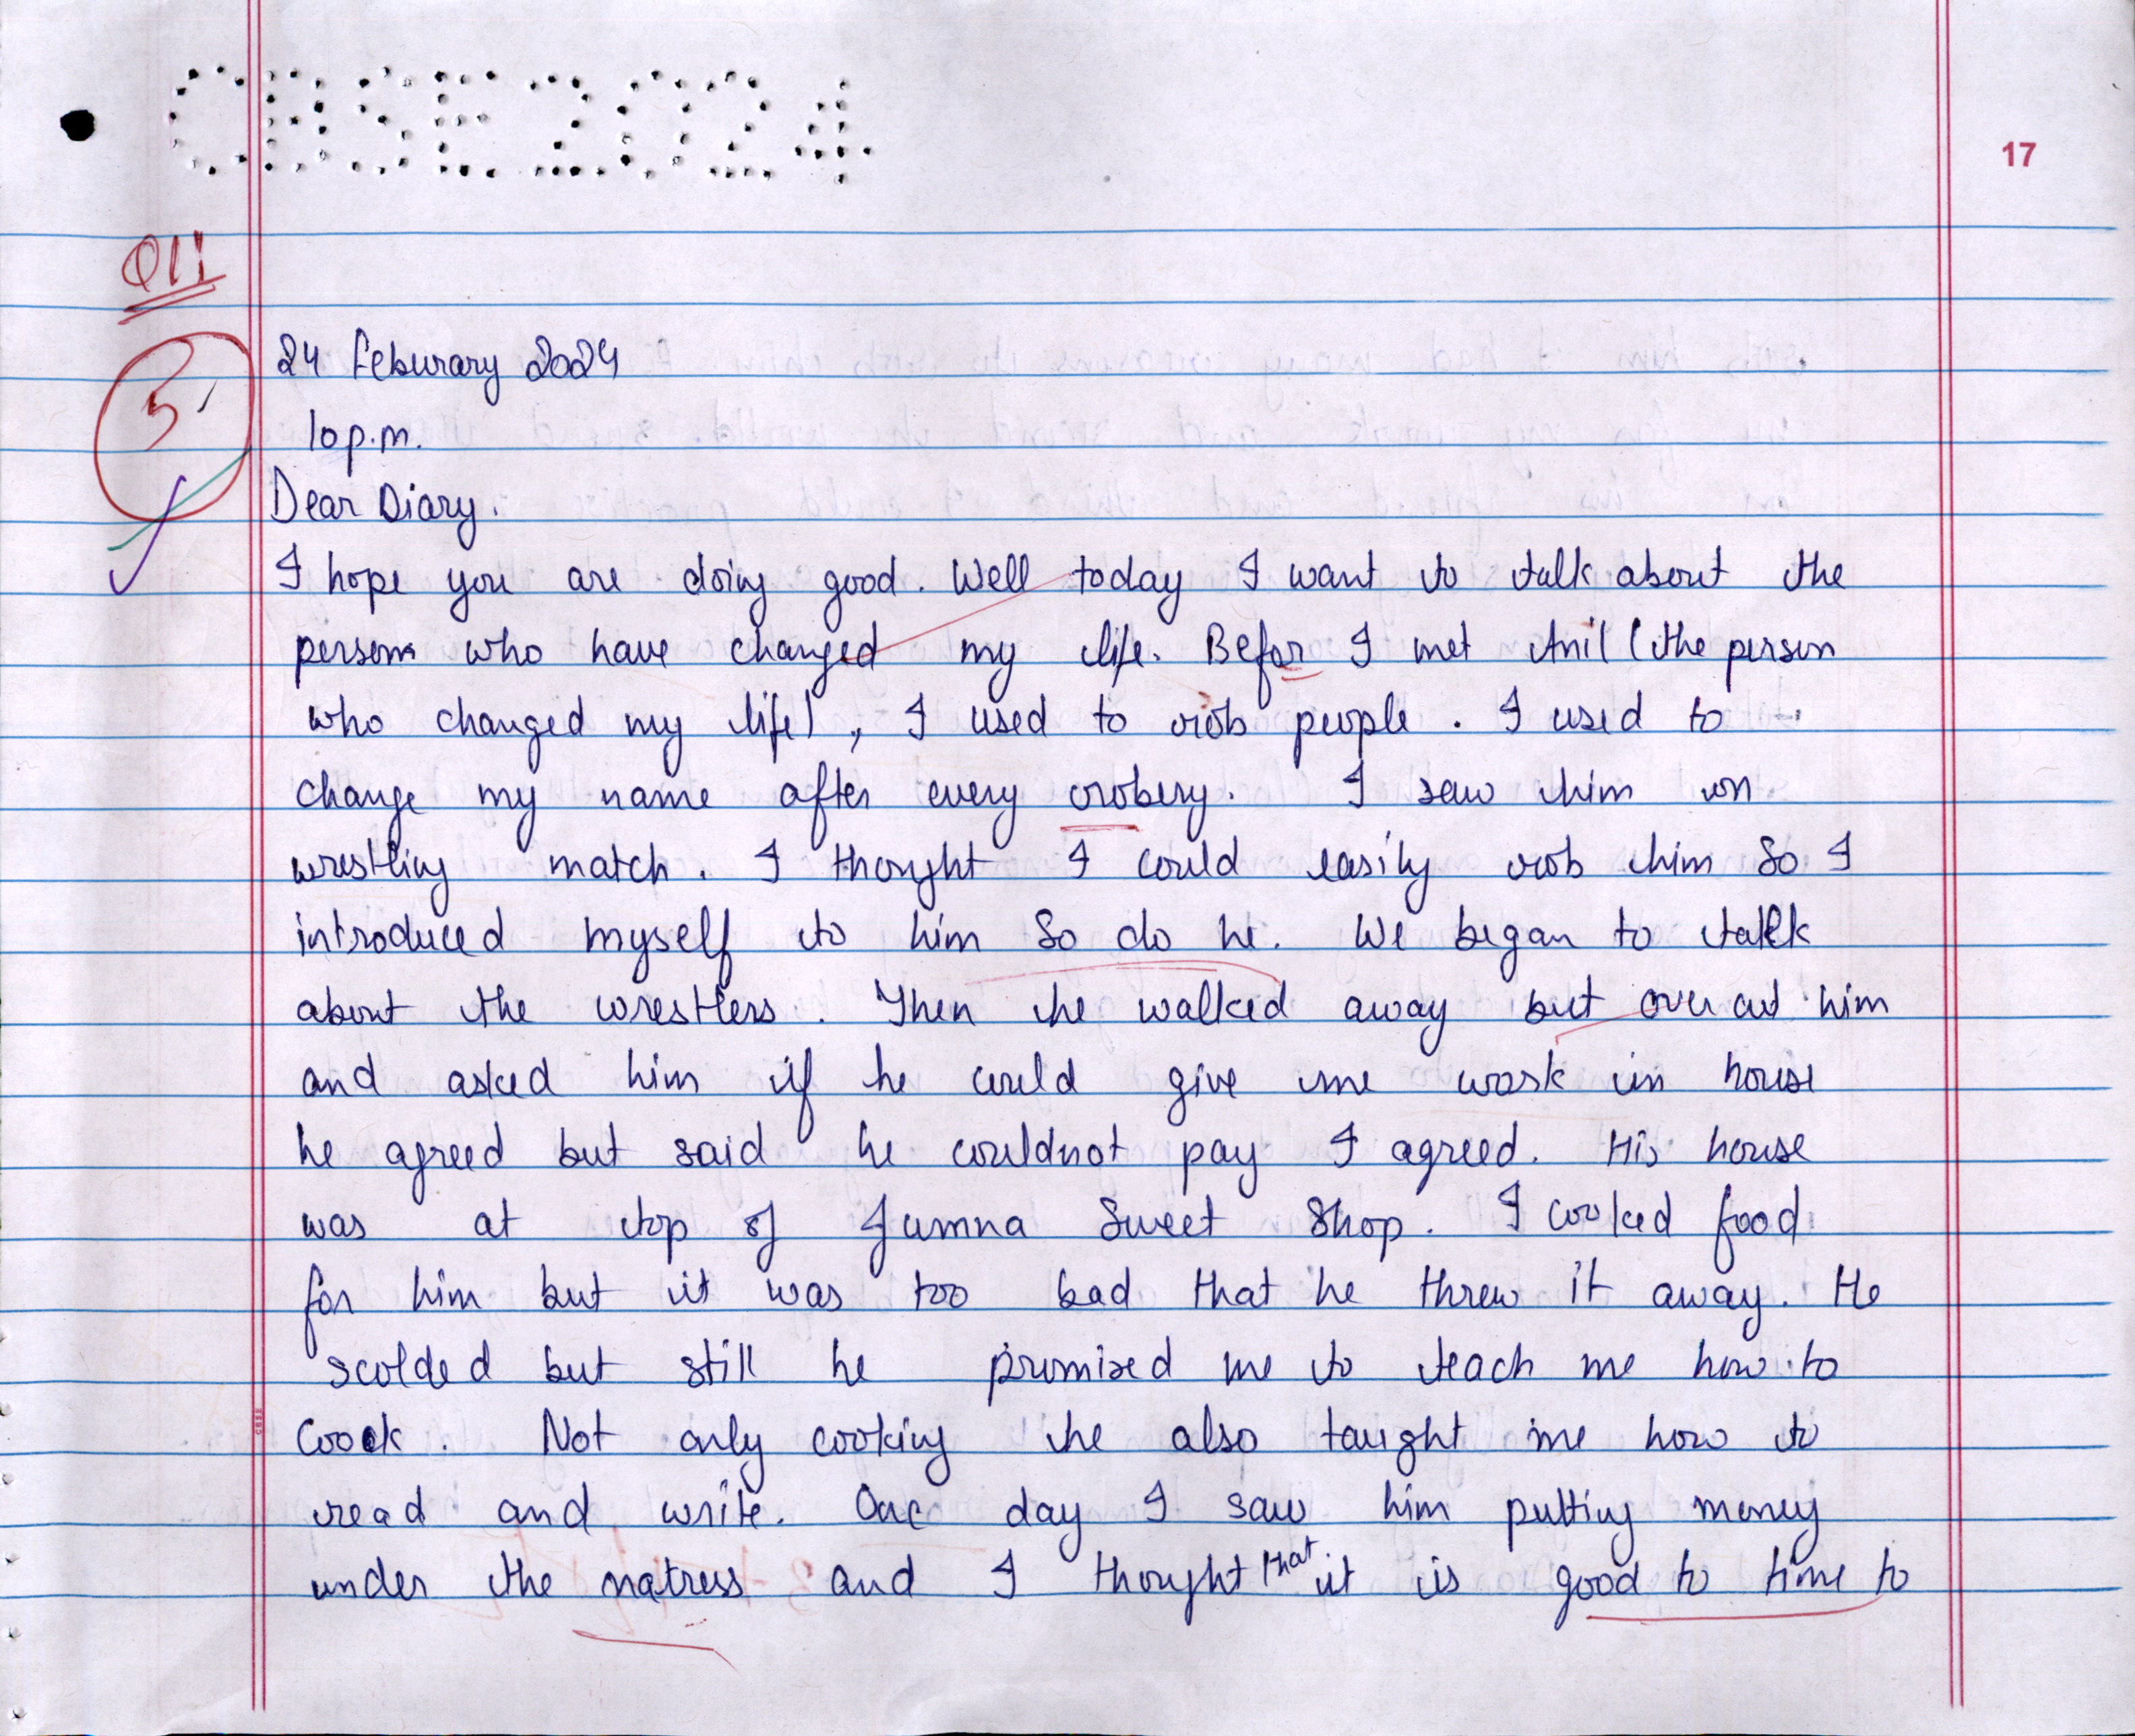 CBSE2024
17
Q11
5
24 Feburary 2024
10 p.m.
Dear Diary.
I hope you are doing good. Well today I want to talk about the
person who have changed my life. Befor I met Anil (the person
who changed my life), I used to rob people. I used to
change my name after every robery. I saw him on
wrestling match. I thought I could easily rob him So I
introduced myself to him So do he. We began to talk
about the wrestlers. Then he walked away but over at him
and asked him if he could give me work in house
he agreed but said he couldnot pay I agreed. His house
was at top of Jumna Sweet Shop. I cooked food
for him but it was too bad that he threw it away. He
scolded but still he promised me to teach me how to
Coock. Not only cooking he also taught me how to
read and write. One day I saw him putting money
under the matress and I thought that it is good to time to